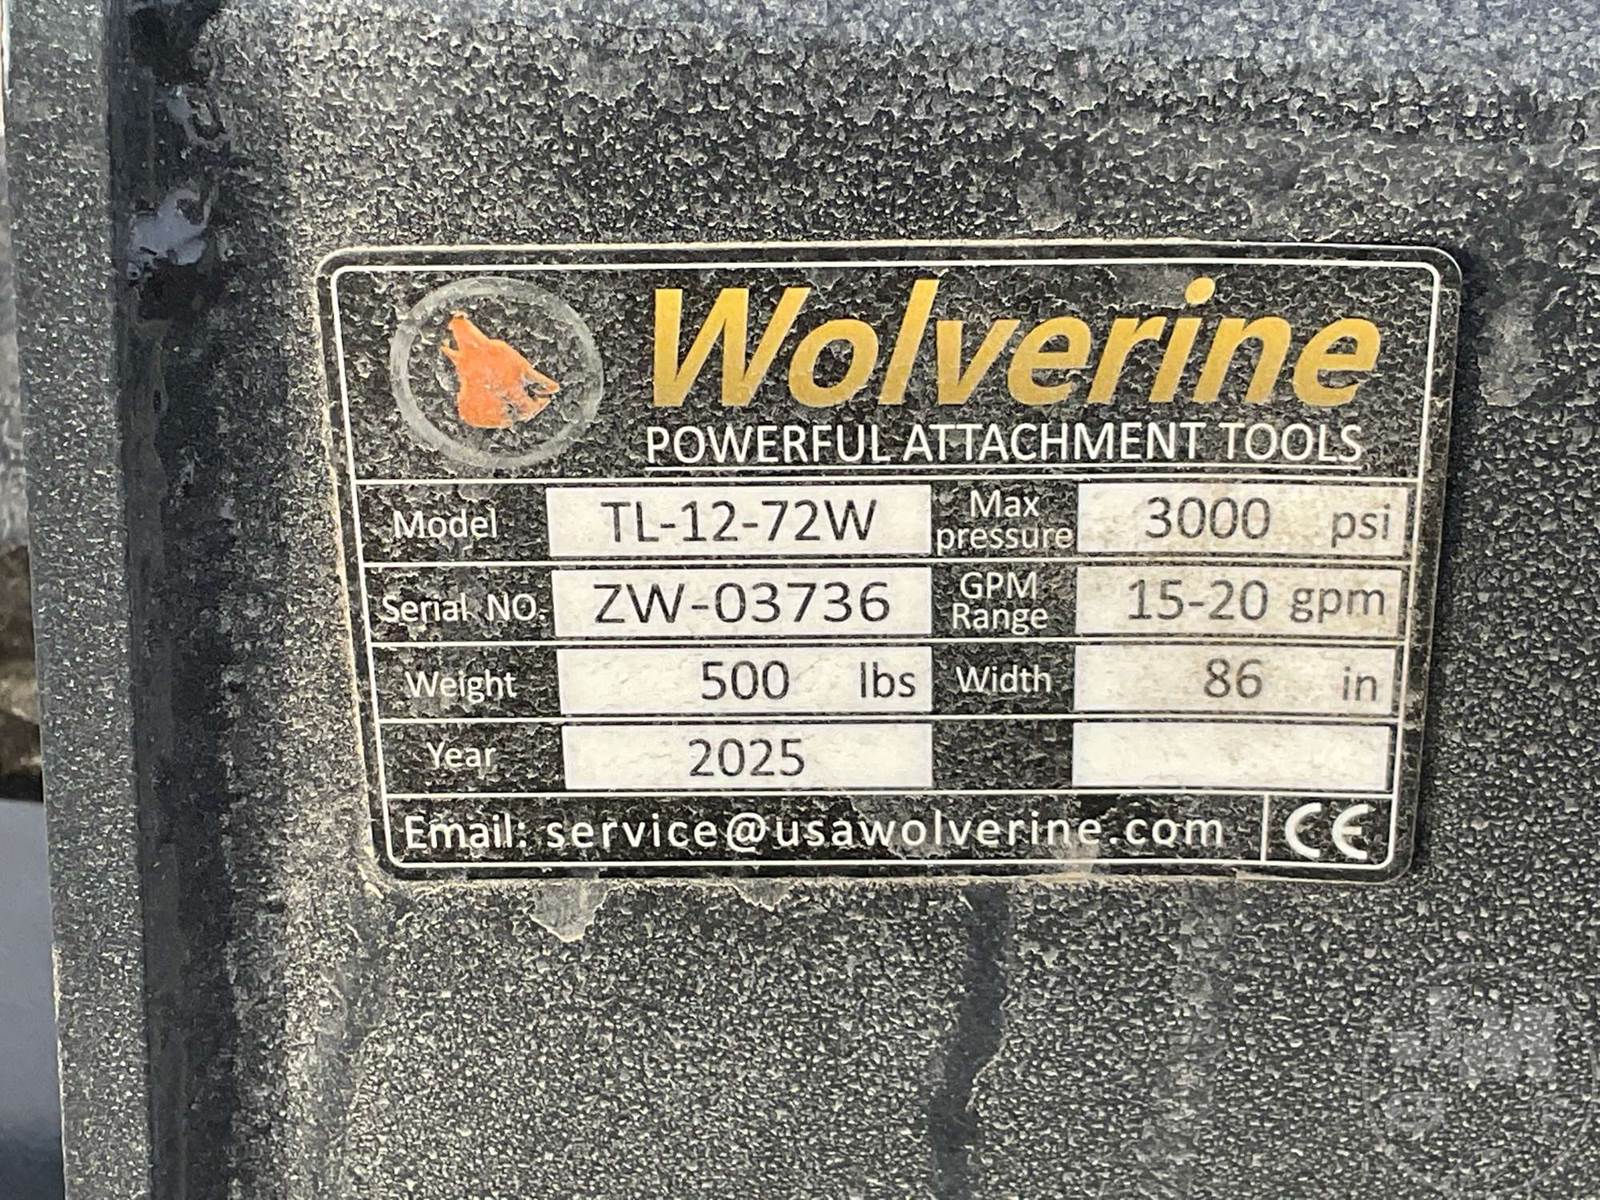 Wolverine
POWERFUL ATTACHMENT TOOLS
Model TL-12-72W Max pressure 3000 psi
Serial NO. ZW-03736 GPM Range 15-20 gpm
Weight 500 lbs Width 86 in
Year 2025
Email: service@usawolverine.com CE